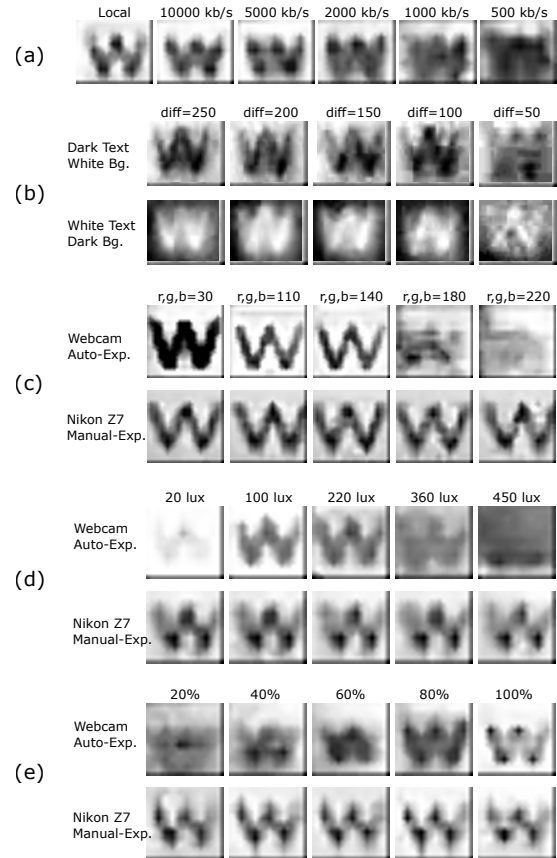 Local 10000 kb/s 5000 kb/s 2000 kb/s 1000 kb/s 500 kb/s
(a)
W W W W
diff=250 diff=200 diff=150 diff=100 diff=50
Dark Text
White Bg.
W W W W
(b)
White Text
Dark Bg.
W W W W
r,g,b=30 r,g,b=110 r,g,b=140 r,g,b=180 r,g,b=220
Webcam
Auto-Exp.
W W W
(c)
Nikon Z7
Manual-Exp.
W W W W W
20 lux 100 lux 220 lux 360 lux 450 lux
Webcam
Auto-Exp.
W W W W
(d)
Nikon Z7
Manual-Exp.
W W W W W
20% 40% 60% 80% 100%
Webcam
Auto-Exp.
W W W
(e)
Nikon Z7
Manual-Exp.
W W W W W